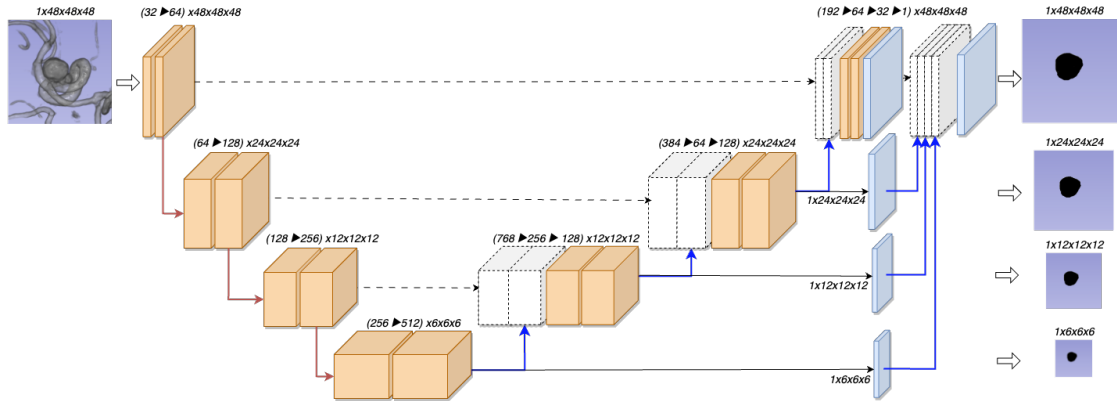 1x48x48x48
(32 ►64) x48x48x48
(192 ►64 ►32 ►1) x48x48x48
1x48x48x48
(64 ►128) x24x24x24
(384 ►64 ►128) x24x24x24
1x24x24x24
1x24x24x24
(128 ►256) x12x12x12
(768 ►256 ► 128) x12x12x12
1x12x12x12
1x12x12x12
(256 ►512) x6x6x6
1x6x6x6
1x6x6x6